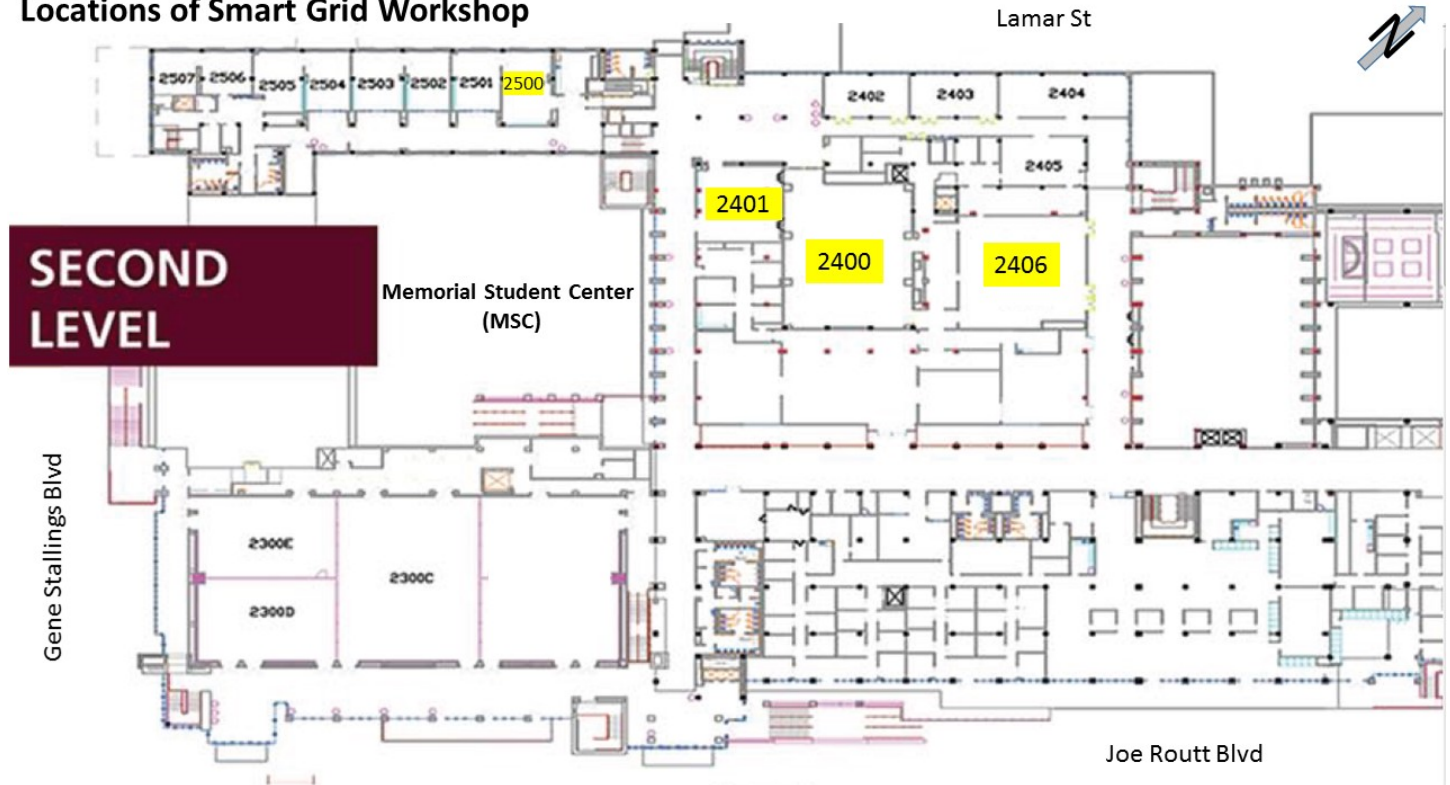 Locations of Smart Grid Workshop
Lamar St
N
2507
2506
2505
2504
2503
2502
2501
2500
2402
2403
2404
2405
2401
2400
2406
SECOND
LEVEL
Memorial Student Center
(MSC)
Gene Stallings Blvd
2300E
2300C
2300D
Joe Routt Blvd